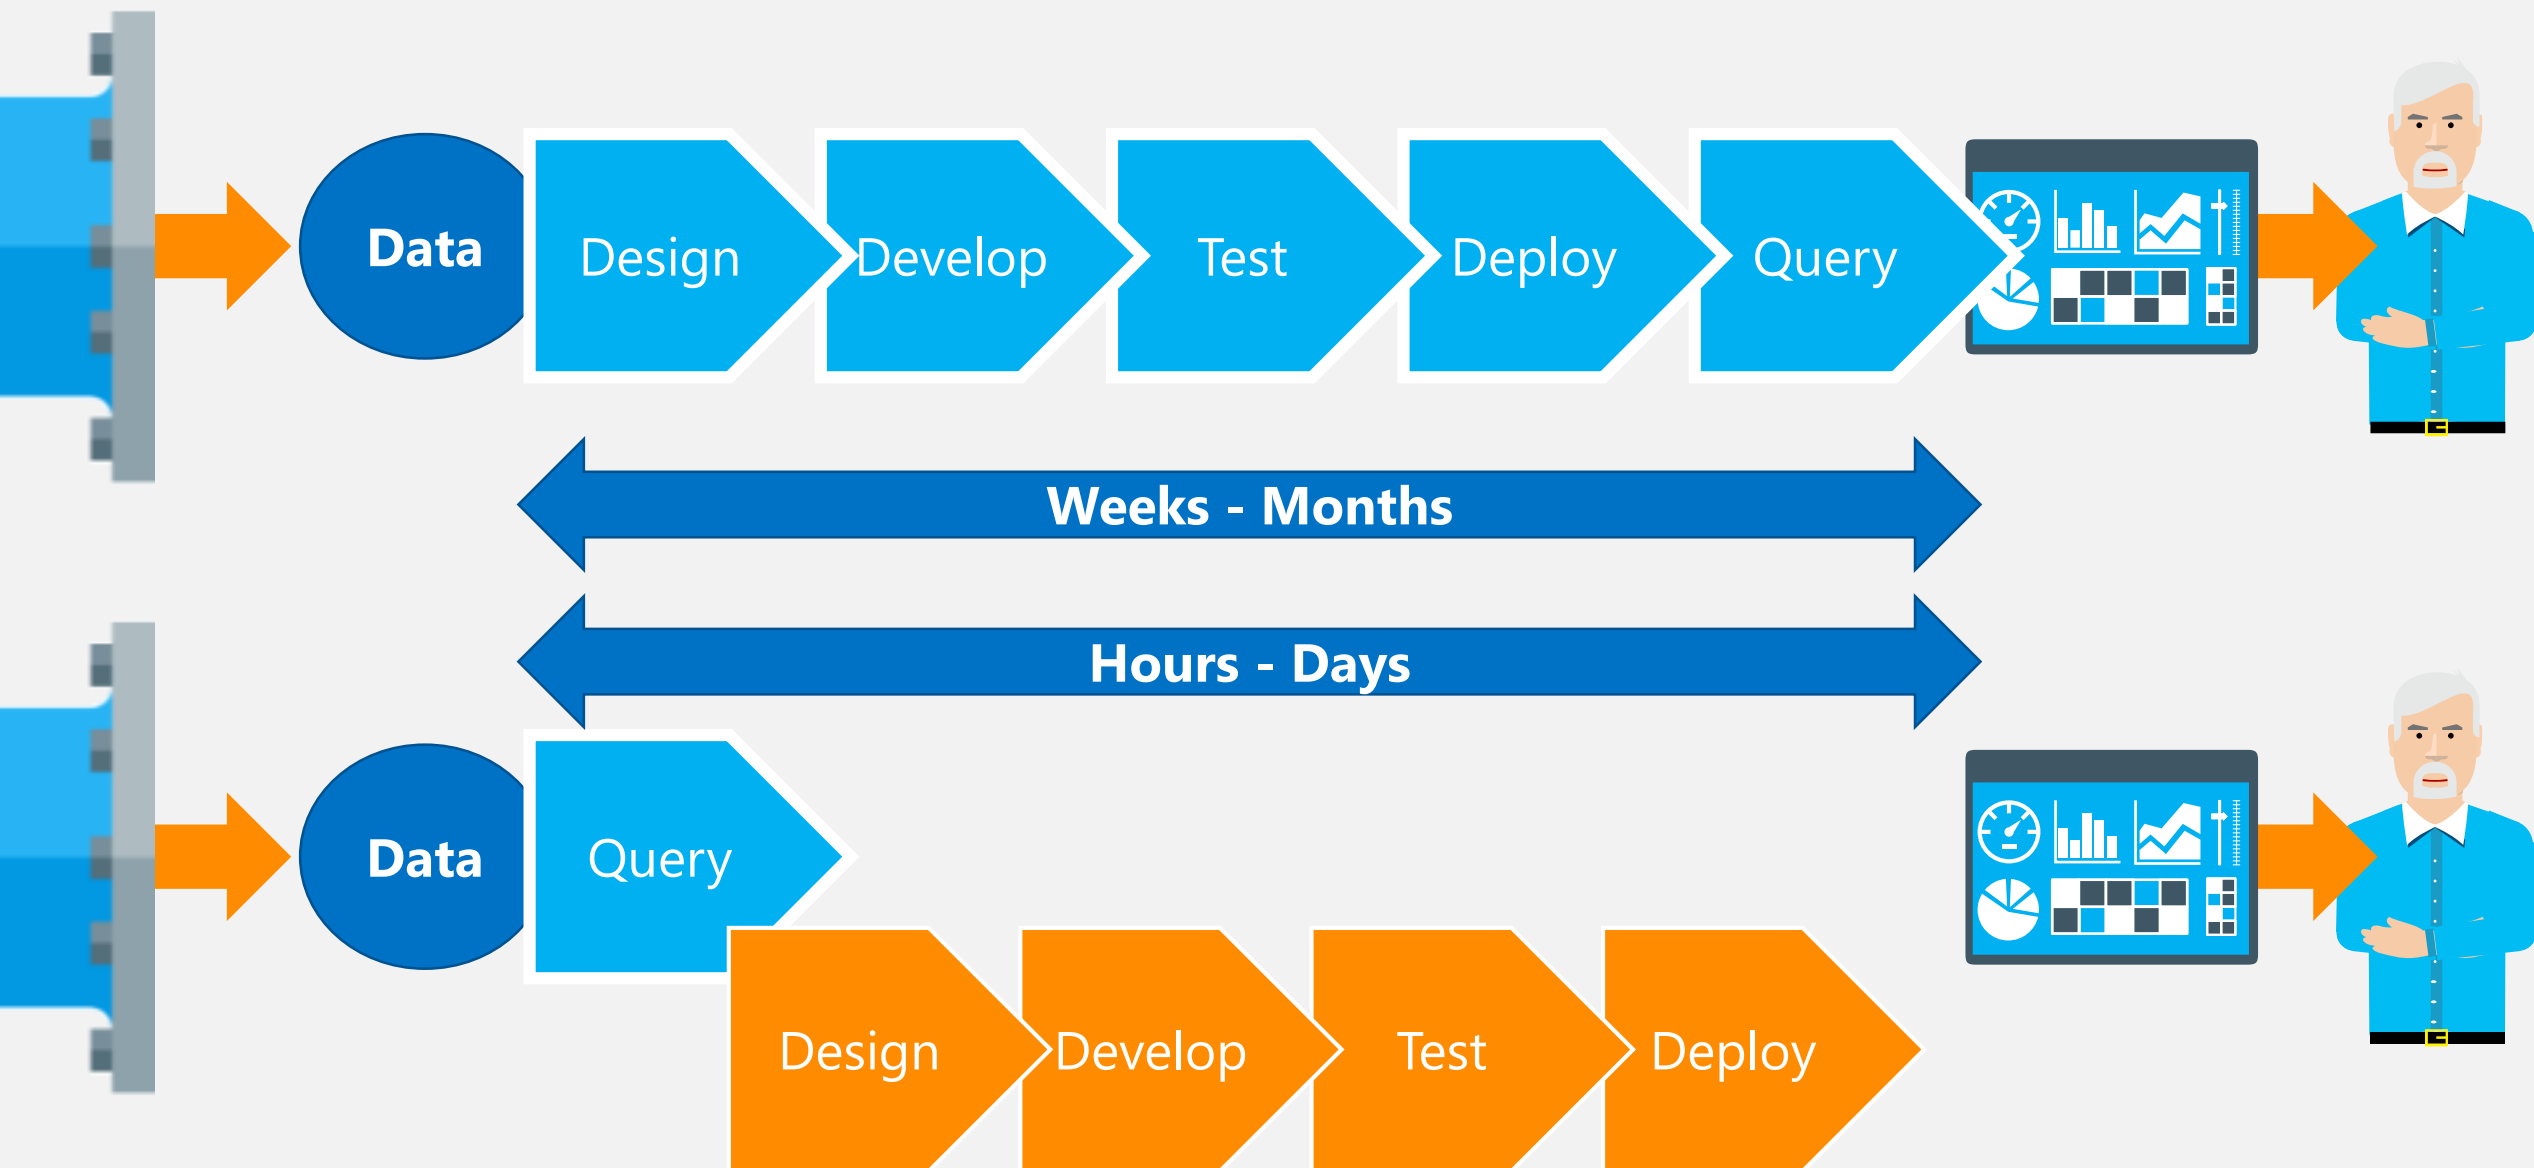 Data
Design
Develop
Test
Deploy
Query
Weeks - Months
Hours - Days
Data
Query
Design
Develop
Test
Deploy